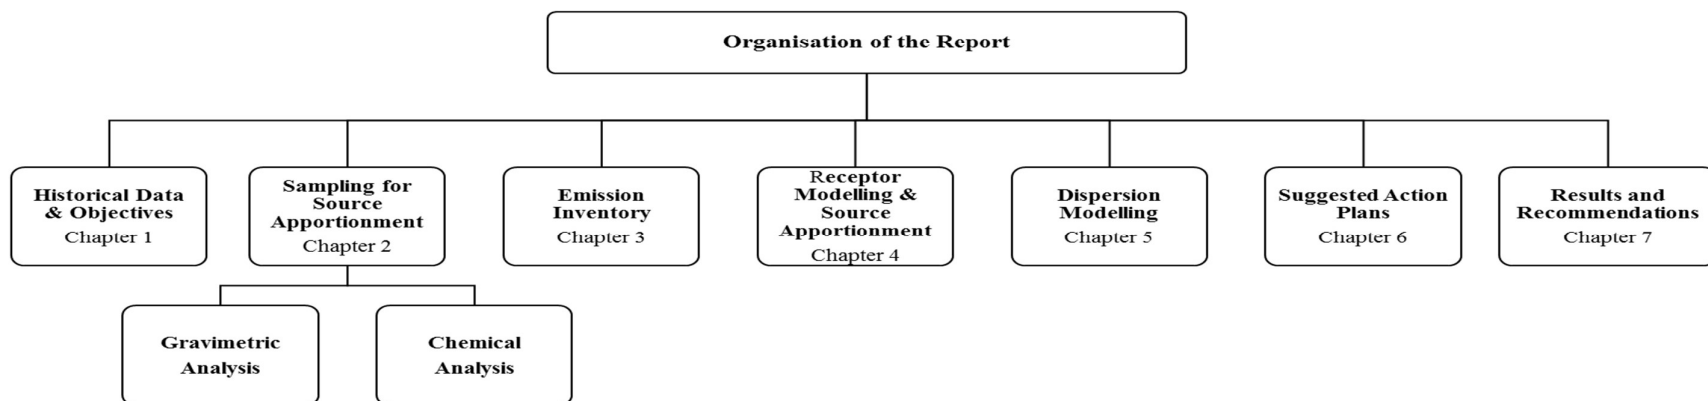 Organisation of the Report
Historical Data
& Objectives
Chapter 1
Sampling for
Source
Apportionment
Chapter 2
Emission
Inventory
Chapter 3
Receptor
Modelling &
Source
Apportionment
Chapter 4
Dispersion
Modelling
Chapter 5
Suggested Action
Plans
Chapter 6
Results and
Recommendations
Chapter 7
Gravimetric
Analysis
Chemical
Analysis